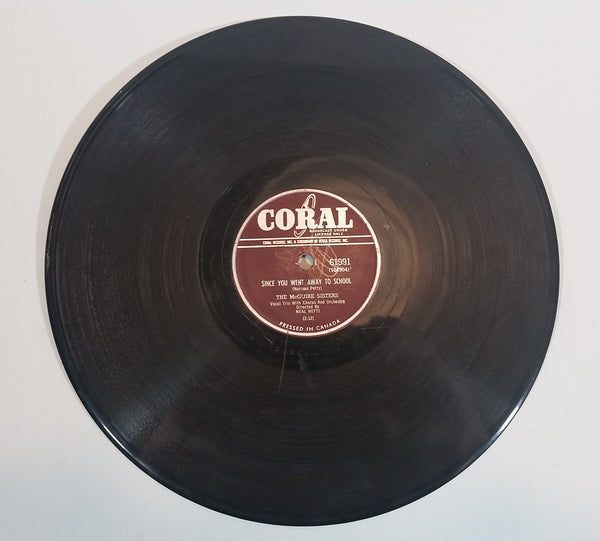 CORAL
BROADCAST UNDER
LICENSE ONLY
CORAL RECORDS, INC. A SUBSIDIARY OF DECCA RECORDS, INC.
61991
SINCE YOU WENT AWAY TO SCHOOL
(Norman Petty)
THE McGUIRE SISTERS
Vocal Trio With Chorus And Orchestra
Directed By
NEAL HEFTI
(2:12)
PRESSED IN CANADA